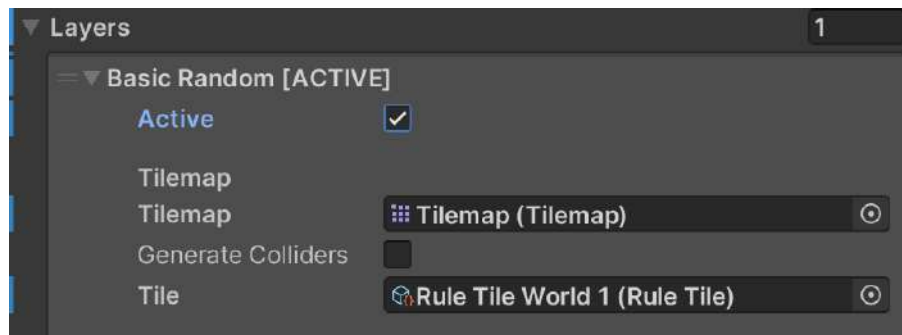 Layers 1
Basic Random [ACTIVE]
Active
Tilemap
Tilemap Tilemap (Tilemap)
Generate Colliders
Tile Rule Tile World 1 (Rule Tile)